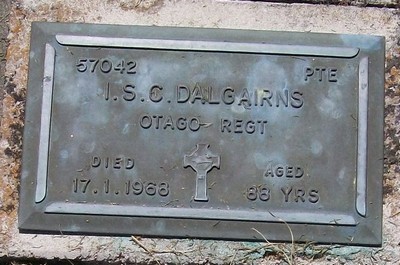 57042 PTE
I.S.C. DALGAIRNS
OTAGO REGT
DIED AGED
17.1.1968 88 YRS